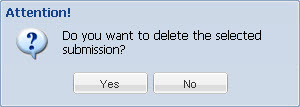 Attention!
Do you want to delete the selected
submission?
Yes
No